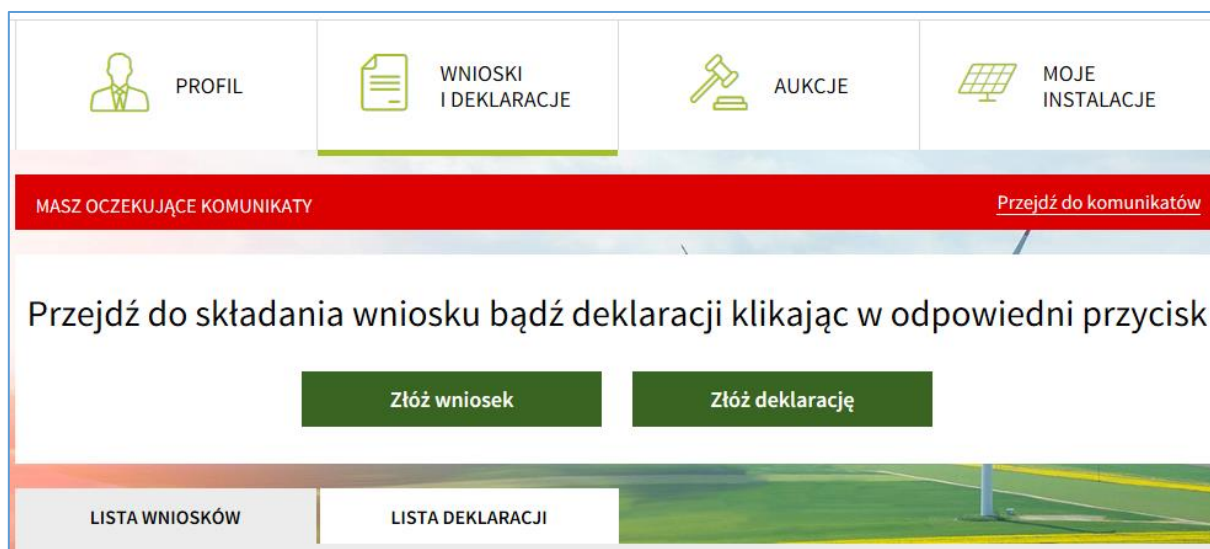 PROFIL
WNIOSKI
I DEKLARACJE
AUKCJE
MOJE
INSTALACJE
MASZ OCZEKUJĄCE KOMUNIKATY
Przejdź do komunikatów
Przejdź do składania wniosku bądź deklaracji klikając w odpowiedni przycisk
Złóż wniosek
Złóż deklarację
LISTA WNIOSKÓW
LISTA DEKLARACJI